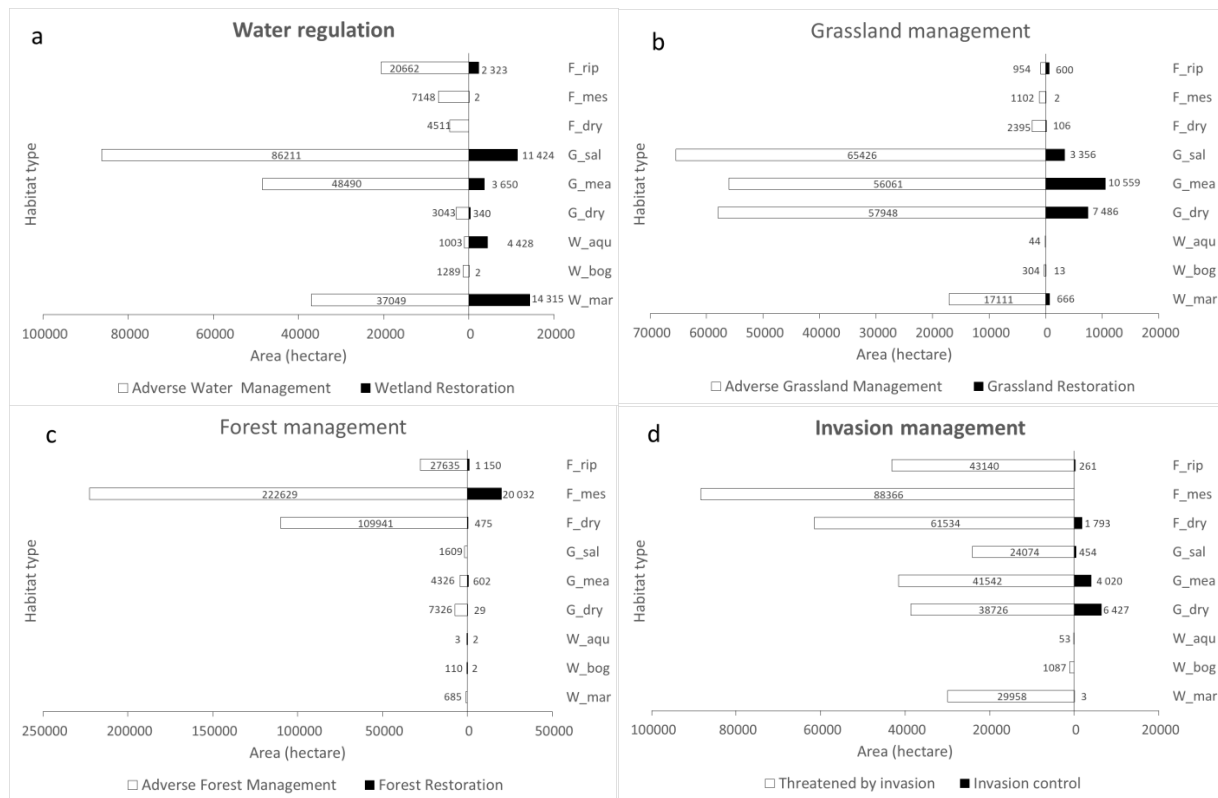 a
Water regulation
Habitat type
20662 2 323 F_rip
7148 2 F_mes
4511 F_dry
86211 11 424 G_sal
48490 3 650 G_mea
3043 340 G_dry
1003 4 428 W_aqu
1289 2 W_bog
37049 14 315 W_mar
100000 80000 60000 40000 20000 0 20000
Area (hectare)
Adverse Water Management Wetland Restoration
b
Grassland management
Habitat type
954 600 F_rip
1102 2 F_mes
2395 106 F_dry
65426 3 356 G_sal
56061 10 559 G_mea
57948 7 486 G_dry
44 W_aqu
304 13 W_bog
17111 666 W_mar
70000 60000 50000 40000 30000 20000 10000 0 10000 20000
Area (hectare)
Adverse Grassland Management Grassland Restoration
c
Forest management
Habitat type
27635 1 150 F_rip
222629 20 032 F_mes
109941 475 F_dry
1609 G_sal
4326 602 G_mea
7326 29 G_dry
3 2 W_aqu
110 2 W_bog
685 W_mar
250000 200000 150000 100000 50000 0 50000
Area (hectare)
Adverse Forest Management Forest Restoration
d
Invasion management
Habitat type
43140 261 F_rip
88366 F_mes
61534 1 793 F_dry
24074 454 G_sal
41542 4 020 G_mea
38726 6 427 G_dry
53 W_aqu
1087 W_bog
29958 3 W_mar
100000 80000 60000 40000 20000 0 20000
Area (hectare)
Threatened by invasion Invasion control